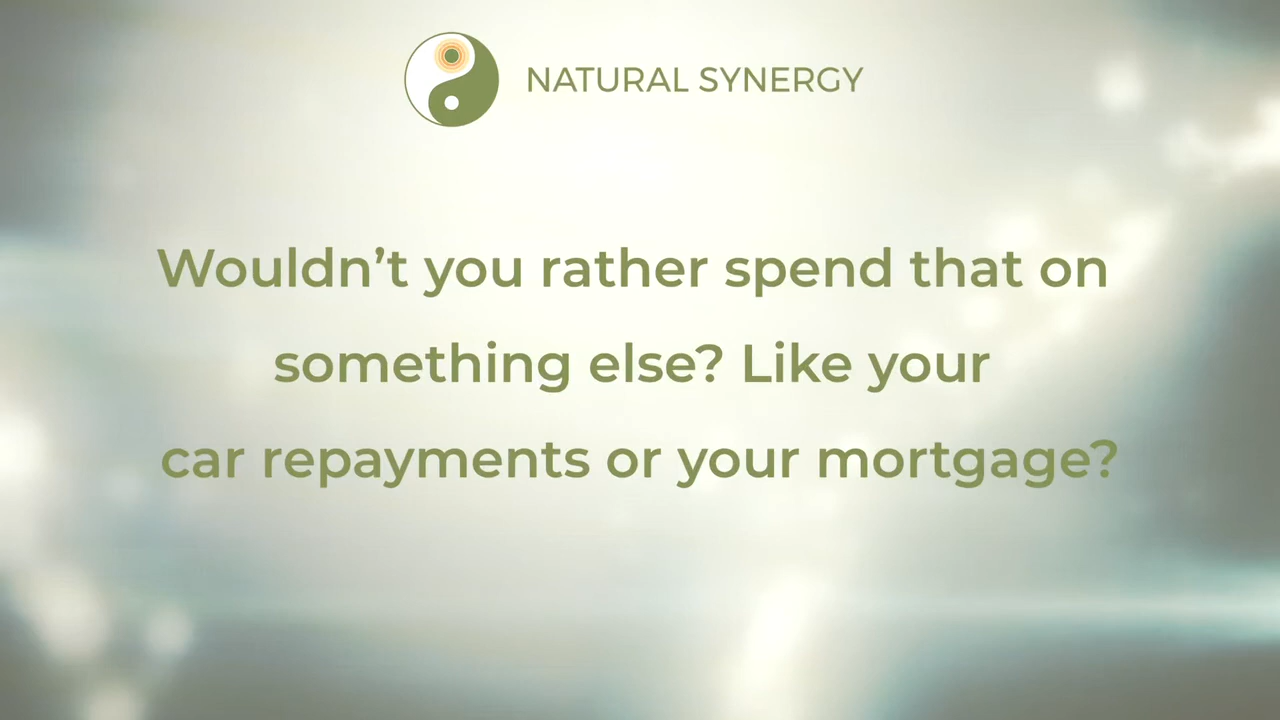 NATURAL SYNERGY
Wouldn’t you rather spend that on
something else? Like your
car repayments or your mortgage?